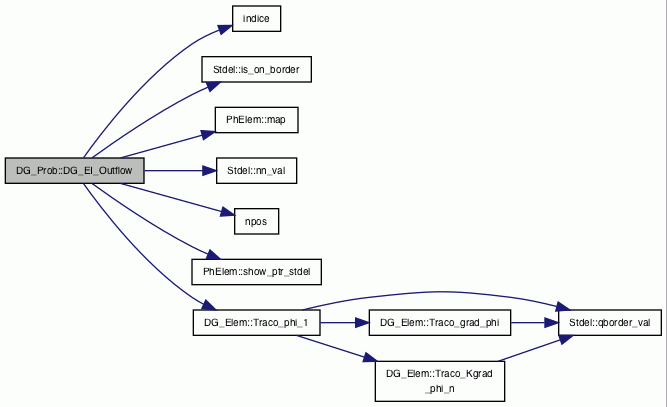 indice
Stdel::is_on_border
PhElem::map
DG_Prob::DG_EI_Outflow
Stdel::nn_val
npos
PhElem::show_ptr_stdel
DG_Elem::Traco_phi_1
DG_Elem::Traco_grad_phi
Stdel::qborder_val
DG_Elem::Traco_Kgrad
_phi_n